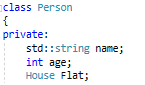 class Person
{
private:
std::string name;
int age;
House Flat;